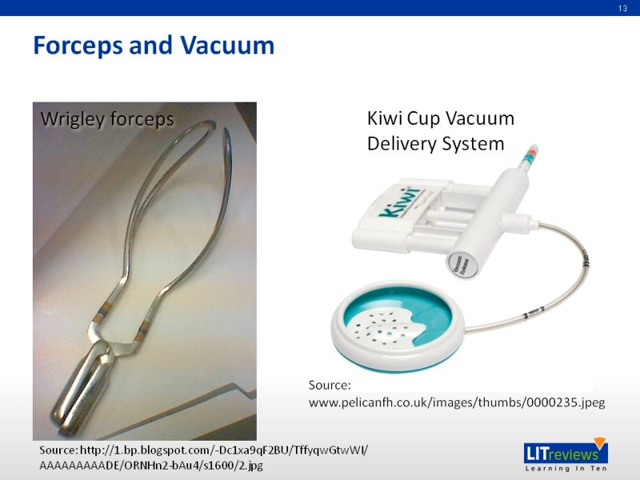 13
Forceps and Vacuum
Wrigley forceps
Kiwi Cup Vacuum
Delivery System
Kiwi
Vacuum
Release
Source:
www.pelicanfh.co.uk/images/thumbs/0000235.jpeg
Source: http://1.bp.blogspot.com/-Dc1xa9qF2BU/TffyqwGtwWI/
AAAAAAAAADE/ORNHn2-bAu4/s1600/2.jpg
LITreviews
Learning In Ten